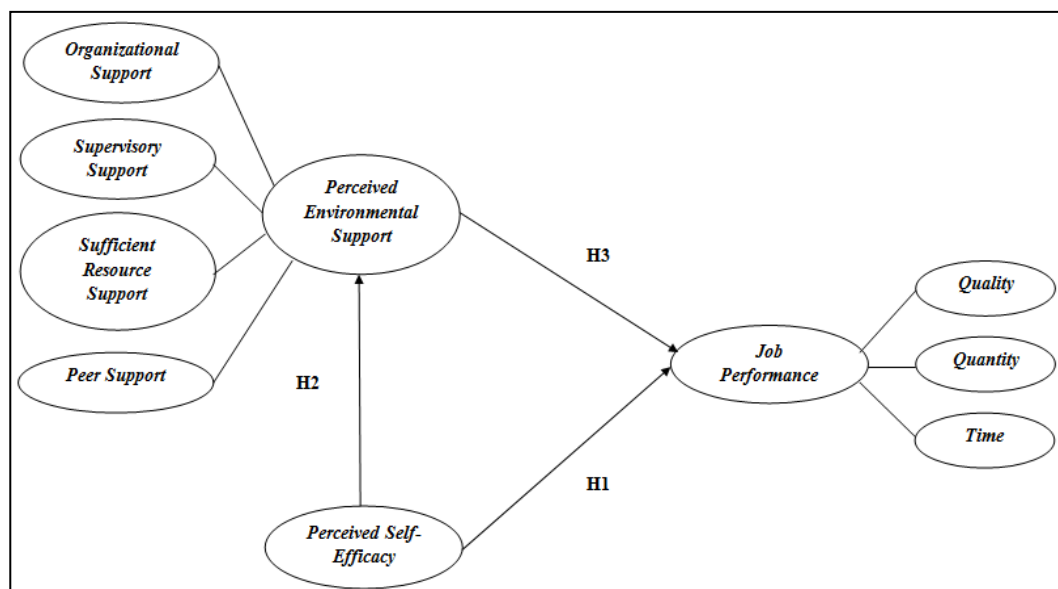 Organizational
Support
Supervisory
Support
Sufficient
Resource
Support
Peer Support
Perceived
Environmental
Support
H3
H2
H1
Perceived Self-
Efficacy
Job
Performance
Quality
Quantity
Time